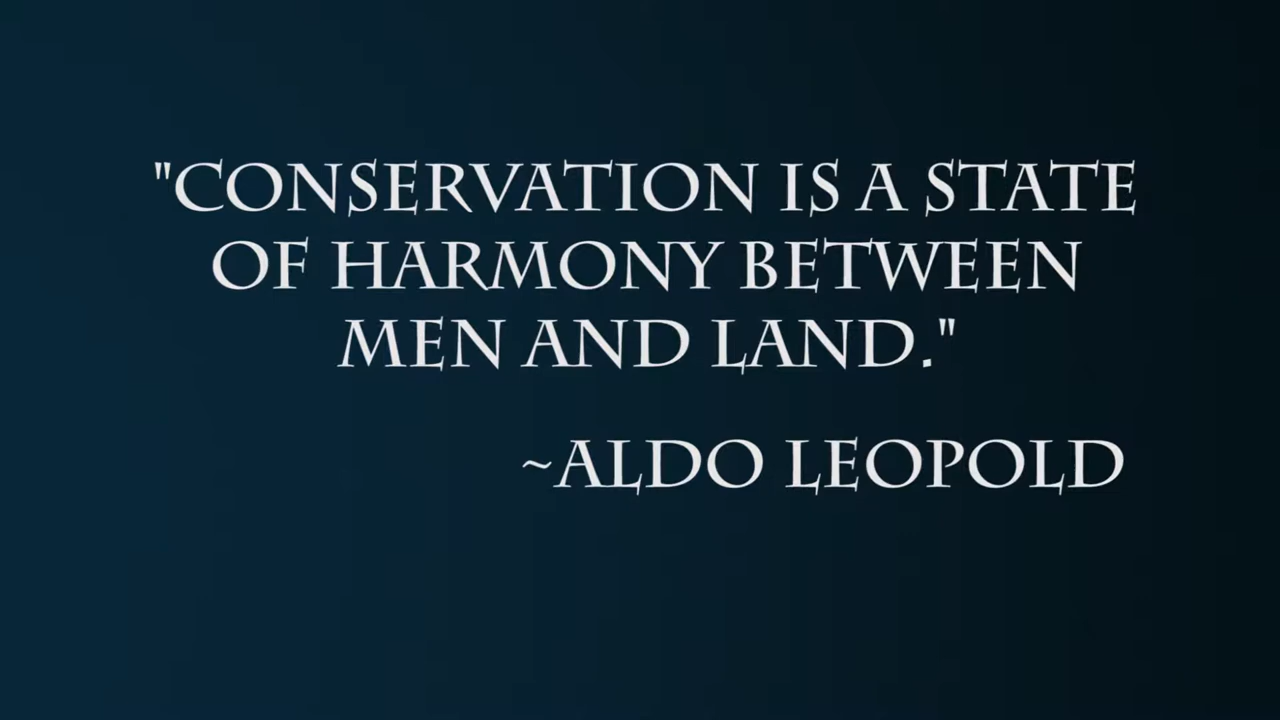 "CONSERVATION IS A STATE
OF HARMONY BETWEEN
MEN AND LAND."
~ALDO LEOPOLD